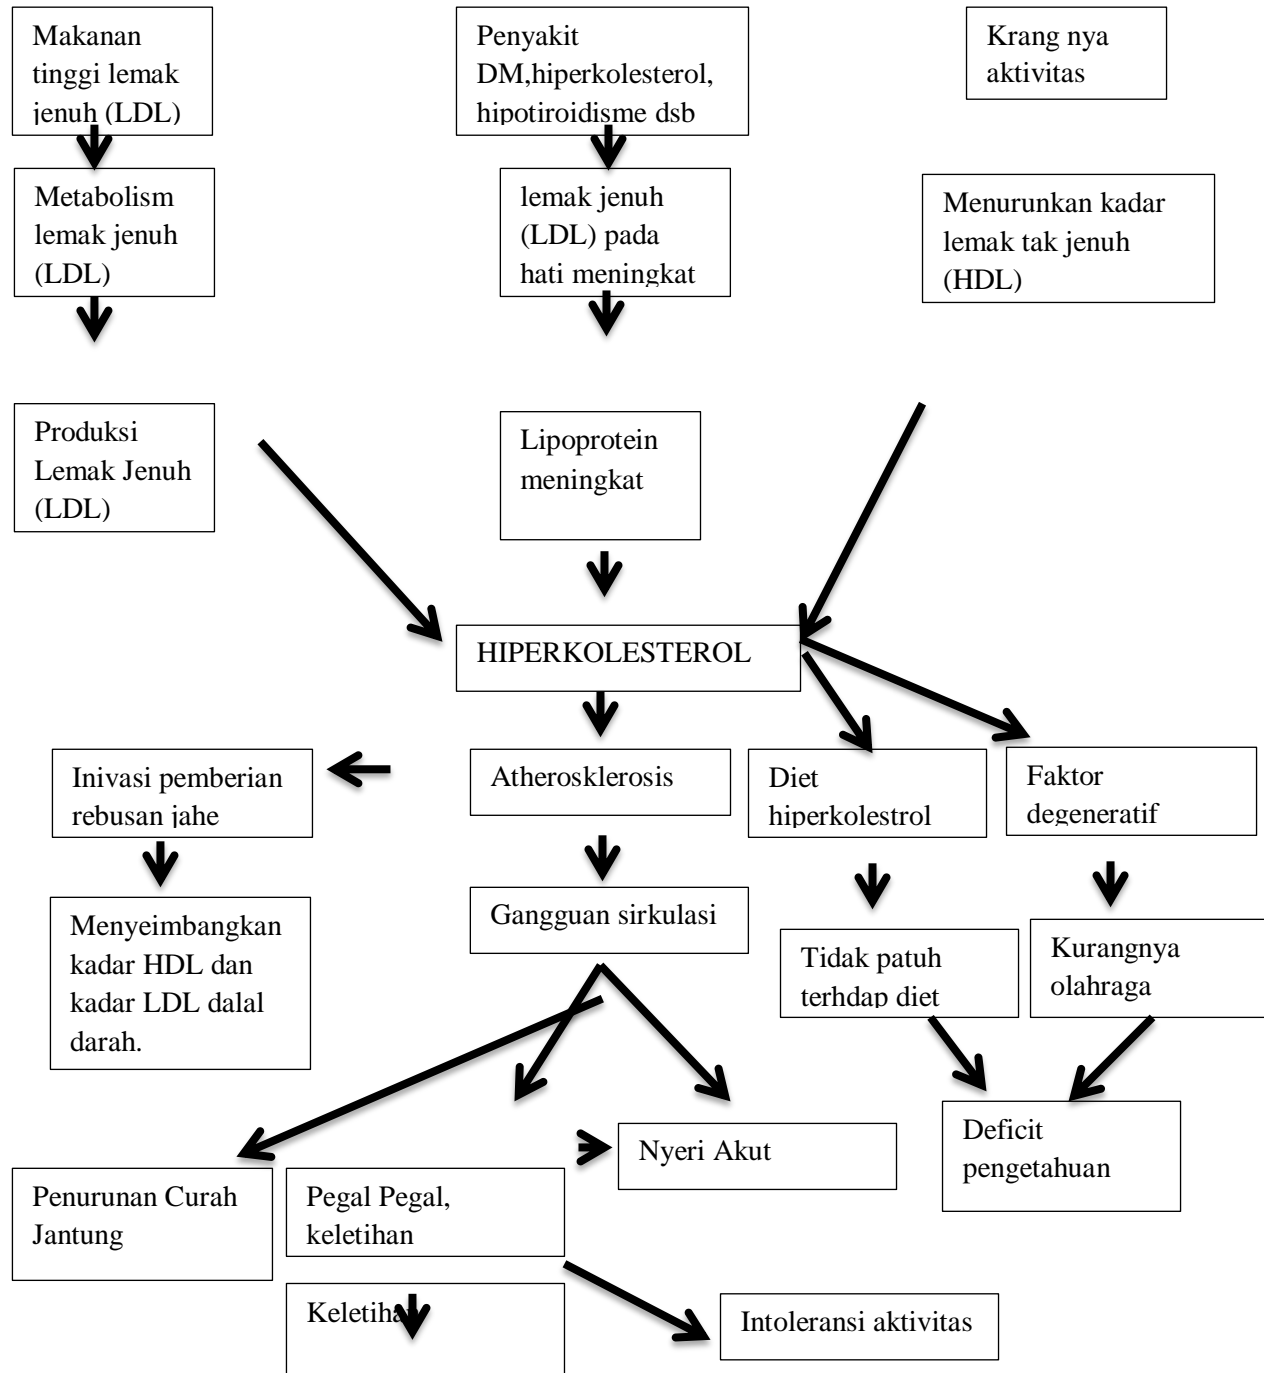 Makanan
tinggi lemak
jenuh (LDL)
Penyakit
DM,hiperkolesterol,
hipotiroidisme dsb
Krang nya
aktivitas
Metabolism
lemak jenuh
(LDL)
lemak jenuh
(LDL) pada
hati meningkat
Menurunkan kadar
lemak tak jenuh
(HDL)
Produksi
Lemak Jenuh
(LDL)
Lipoprotein
meningkat
HIPERKOLESTEROL
Inivasi pemberian
rebusan jahe
Atherosklerosis
Diet
hiperkolestrol
Faktor
degeneratif
Menyeimbangkan
kadar HDL dan
kadar LDL dalal
darah.
Gangguan sirkulasi
Tidak patuh
terhdap diet
Kurangnya
olahraga
Penurunan Curah
Jantung
Pegal Pegal,
keletihan
Nyeri Akut
Deficit
pengetahuan
Keletihan
Intoleransi aktivitas